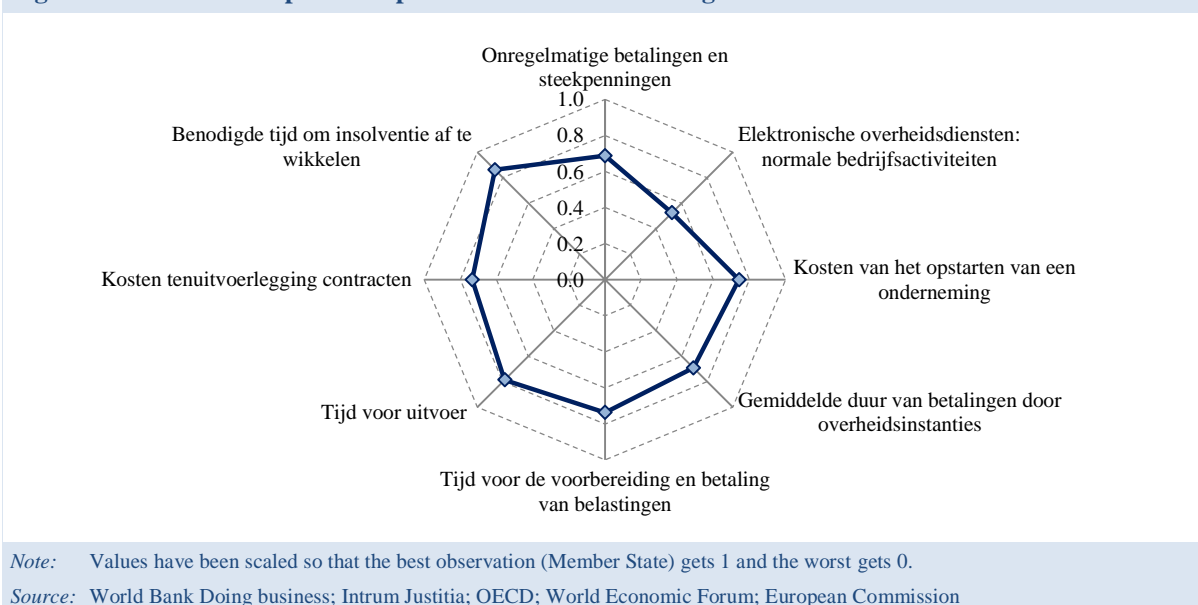 Onregelmatige betalingen en
steekpenningen
1.0
0.8
0.6
0.4
0.2
0.0
Elektronische overheidsdiensten:
normale bedrijfsactiviteiten
Kosten van het opstarten van een
onderneming
Gemiddelde duur van betalingen door
overheidsinstanties
Tijd voor de voorbereiding en betaling
van belastingen
Tijd voor uitvoer
Kosten tenuitvoerlegging contracten
Benodigde tijd om insolventie af te
wikkelen
Note: Values have been scaled so that the best observation (Member State) gets 1 and the worst gets 0.
Source: World Bank Doing business; Intrum Justitia; OECD; World Economic Forum; European Commission